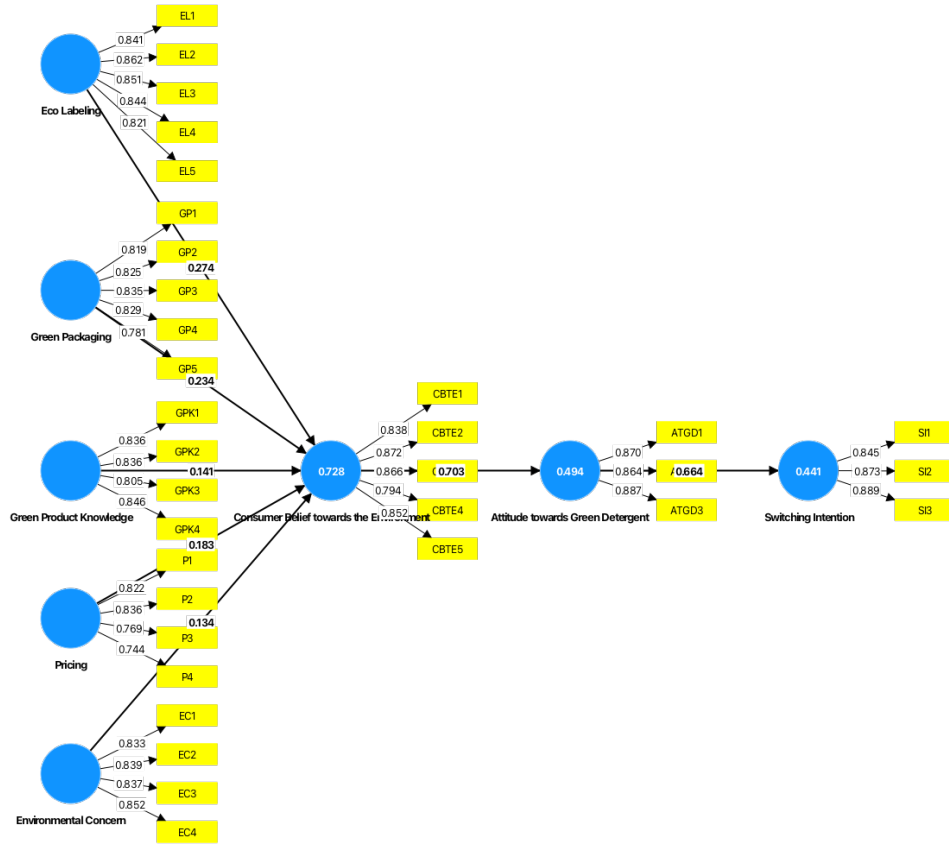 EL1
0.841
EL2
0.862
0.851
EL3
0.844
Eco Labeling
0.821
EL4
EL5
GP1
0.819
GP2
0.825
0.274
0.835
GP3
0.829
GP4
Green Packaging
0.781
GP5
0.234
GPK1
0.836
GPK2
0.836
0.141
0.805
GPK3
0.846
Green Product Knowledge
GPK4
0.183
P1
0.822
P2
0.836
0.134
0.769
P3
0.744
Pricing
P4
EC1
0.833
EC2
0.839
0.837
EC3
0.852
Environmental Concern
EC4
CBTE1
0.838
CBTE2
0.872
0.728
0.866
0.703
0.794
CBTE4
0.852
Consumer Belief towards the
CBTE5
ATGD1
0.870
0.494
0.864
0.664
0.887
ATGD3
Attitude towards Green Detergent
SI1
0.845
0.441
0.873
SI2
0.889
SI3
Switching Intention